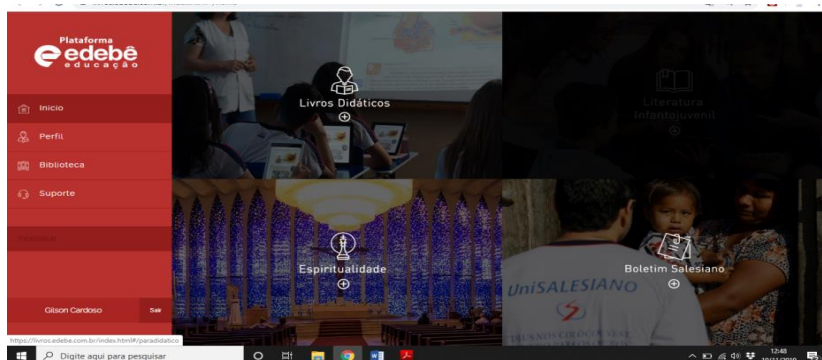 Plataforma
edebê
educação
Inicio
Perfil
Biblioteca
Suporte
Gilson Cardoso
Sair
Livros Didáticos
Literatura
Infantojuvenil
Espiritualidade
Boletim Salesiano
UniSALESIANO
https://livros.edebe.com.br/index.html#/paradidatico
Digite aqui para pesquisar
12:48